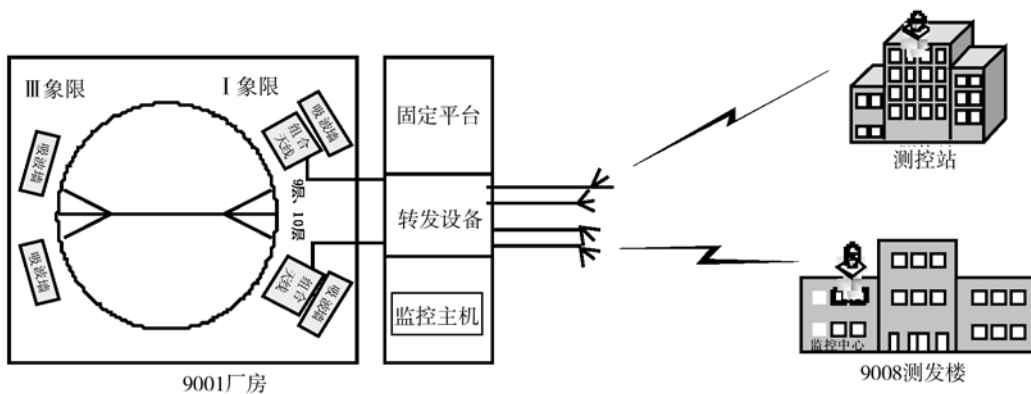 Ⅲ象限
Ⅰ象限
吸波墙
吸波墙
组合
天线
吸波墙
9层、10层
吸波墙
组合
天线
吸波墙
固定平台
转发设备
监控主机
9001厂房
测控站
监控中心
9008测发楼